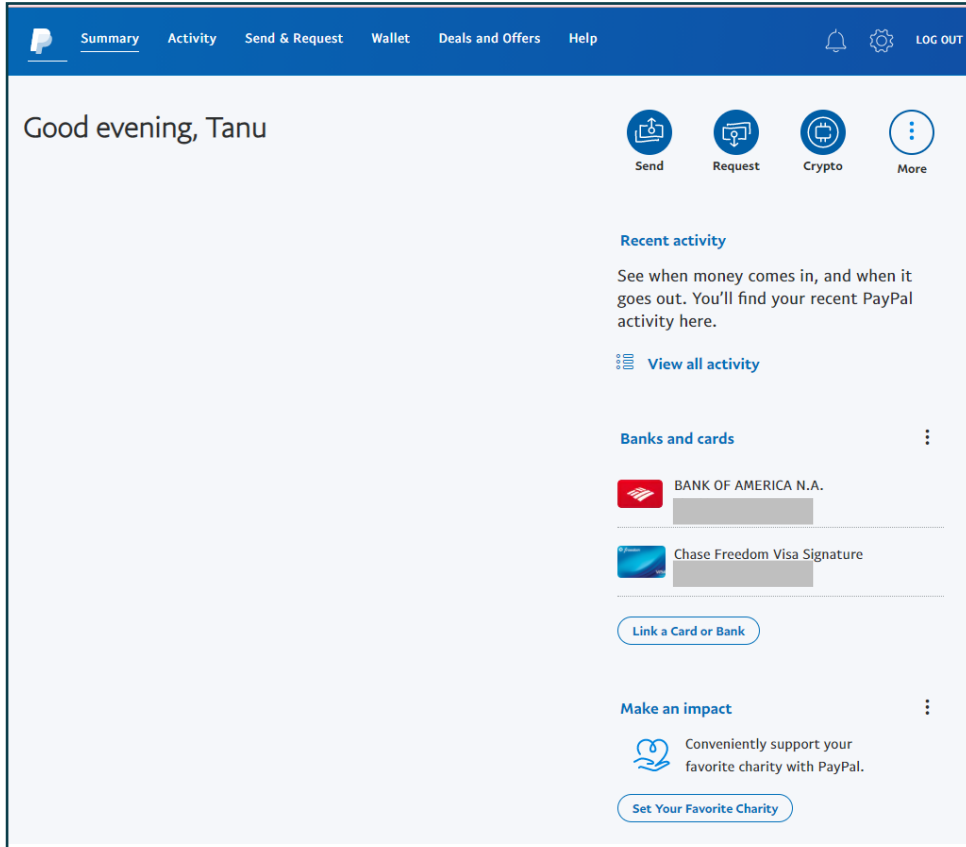 Summary Activity Send & Request Wallet Deals and Offers Help LOG OUT
Good evening, Tanu
Send Request Crypto More
Recent activity
See when money comes in, and when it
goes out. You’ll find your recent PayPal
activity here.
View all activity
Banks and cards
BANK OF AMERICA N.A.
Chase Freedom Visa Signature
Link a Card or Bank
Make an impact
Conveniently support your
favorite charity with PayPal.
Set Your Favorite Charity